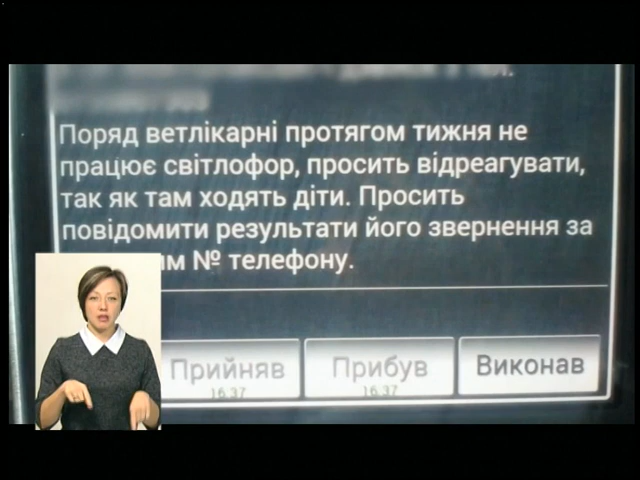 Поряд ветлікарні протягом тижня не
працює світлофор, просить відреагувати,
так як там ходять діти. Просить
повідомити результати його звернення за
№ телефону.
Прийняв
Прибув
Виконав
16.37
16.37